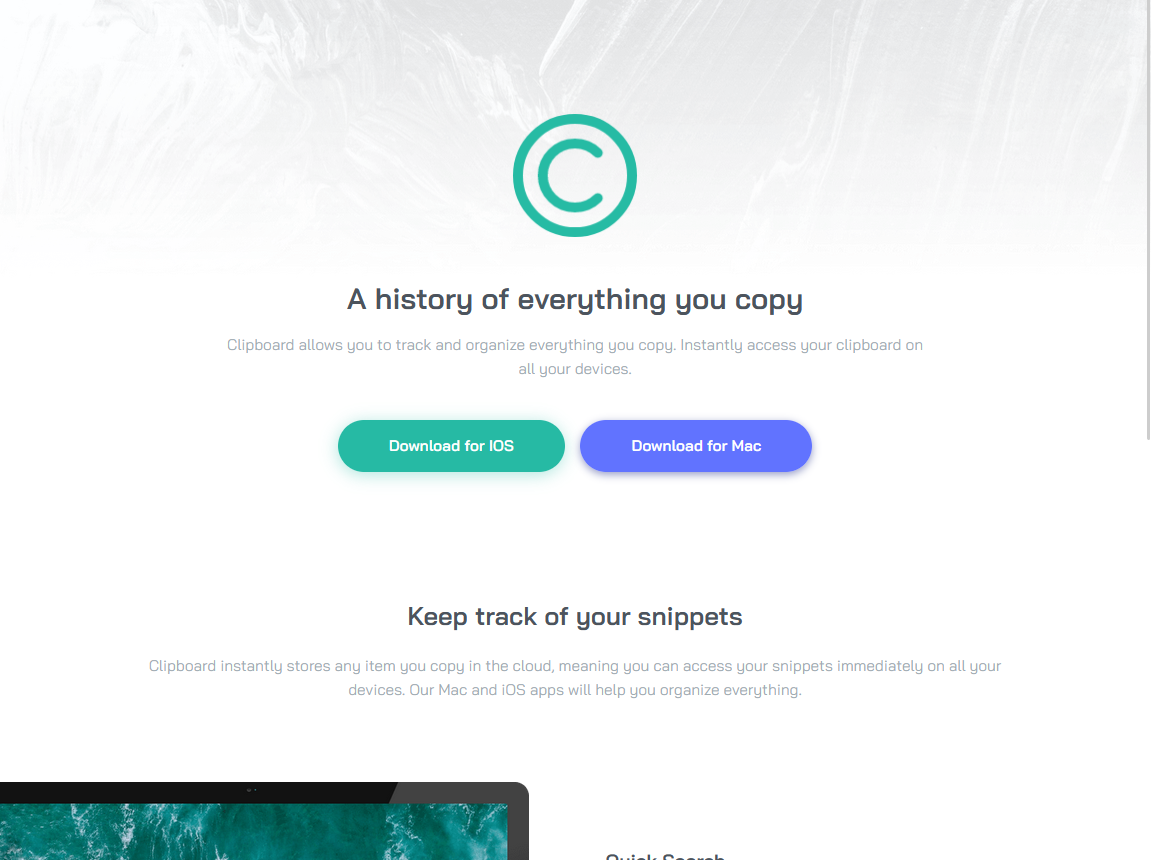 A history of everything you copy
Clipboard allows you to track and organize everything you copy. Instantly access your clipboard on
all your devices.
Download for IOS
Download for Mac
Keep track of your snippets
Clipboard instantly stores any item you copy in the cloud, meaning you can access your snippets immediately on all your
devices. Our Mac and iOS apps will help you organize everything.
Quick Search